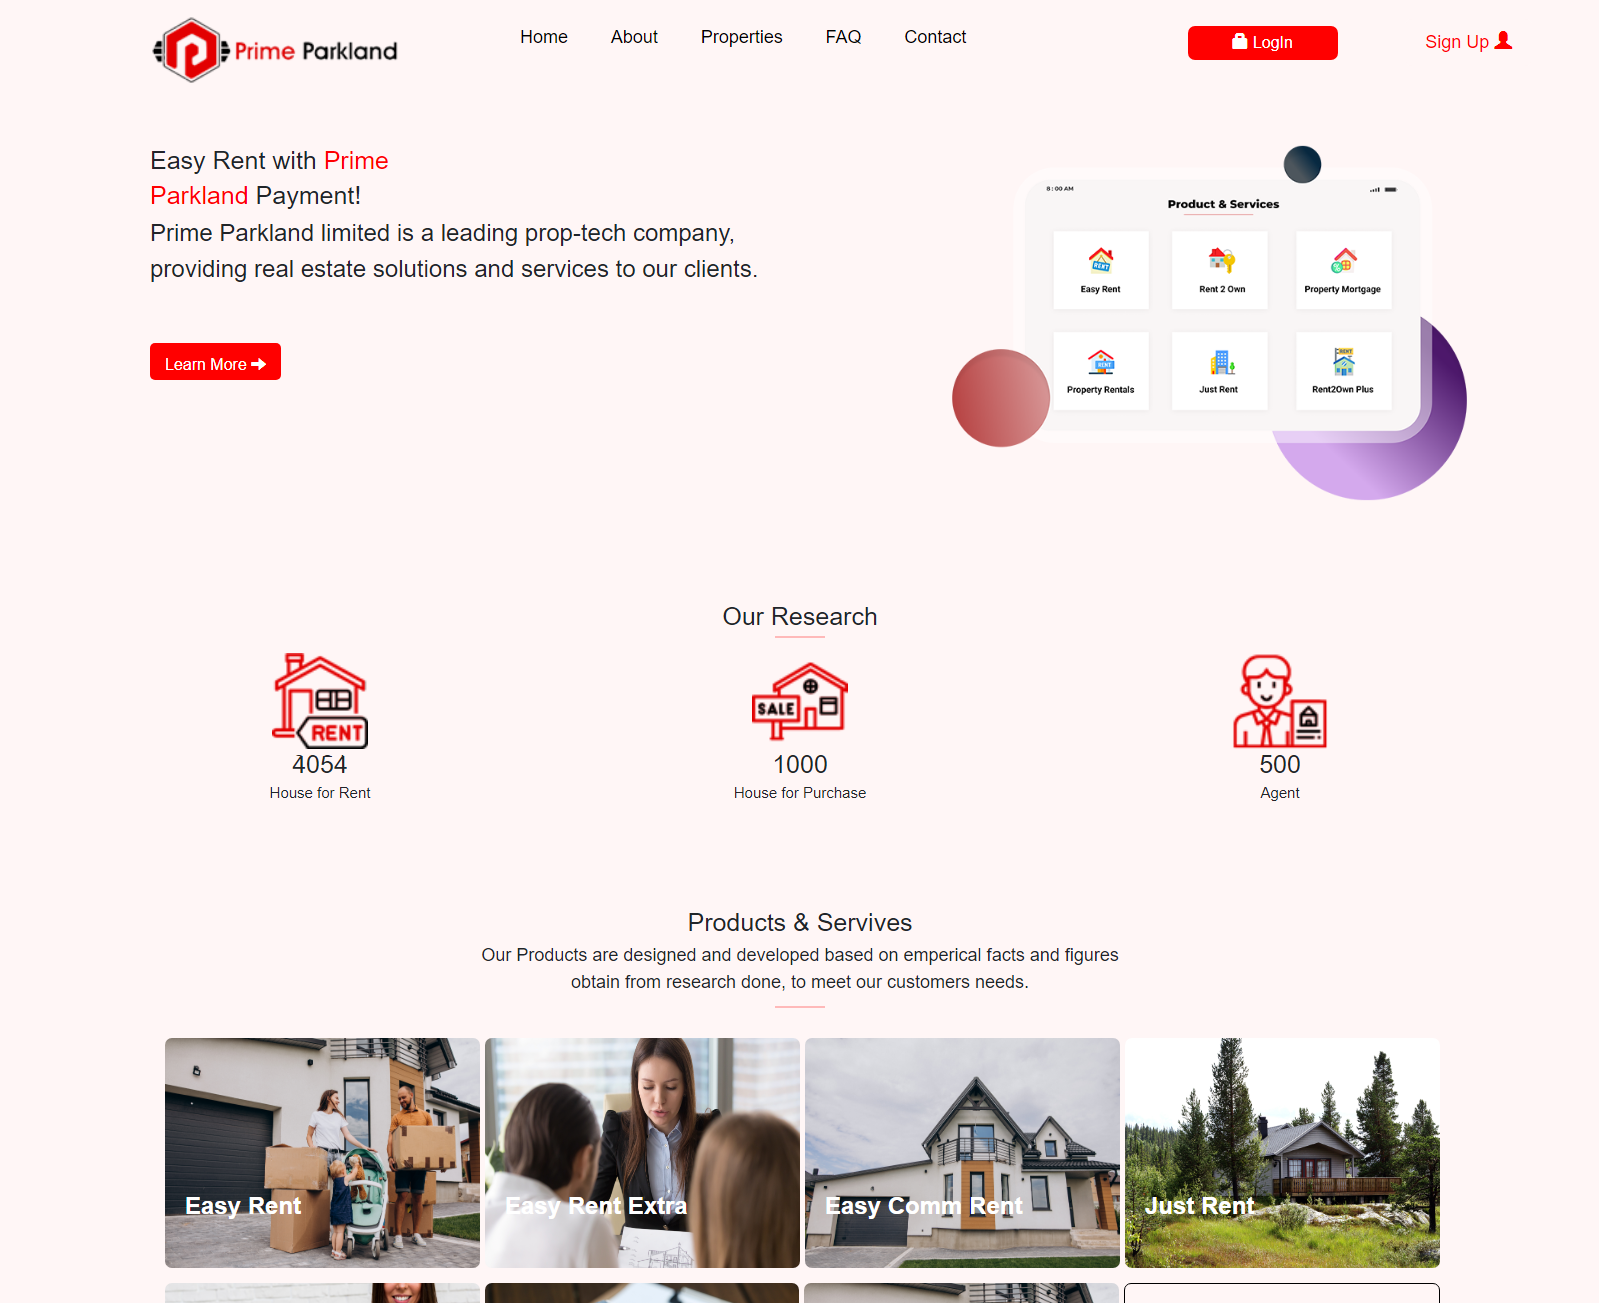 Prime Parkland
Home About Properties FAQ Contact
LogIn
Sign Up
Easy Rent with Prime
Parkland Payment!
Prime Parkland limited is a leading prop-tech company,
providing real estate solutions and services to our clients.
Learn More
8:00 AM
Product & Services
Easy Rent
Rent 2 Own
Property Mortgage
Property Rentals
Just Rent
Rent2Own Plus
RENT
RENT
RENT
Our Research
RENT
SALE
4054
1000
500
House for Rent
House for Purchase
Agent
Products & Servives
Our Products are designed and developed based on emperical facts and figures
obtain from research done, to meet our customers needs.
Easy Rent
Easy Rent Extra
Easy Comm Rent
Just Rent